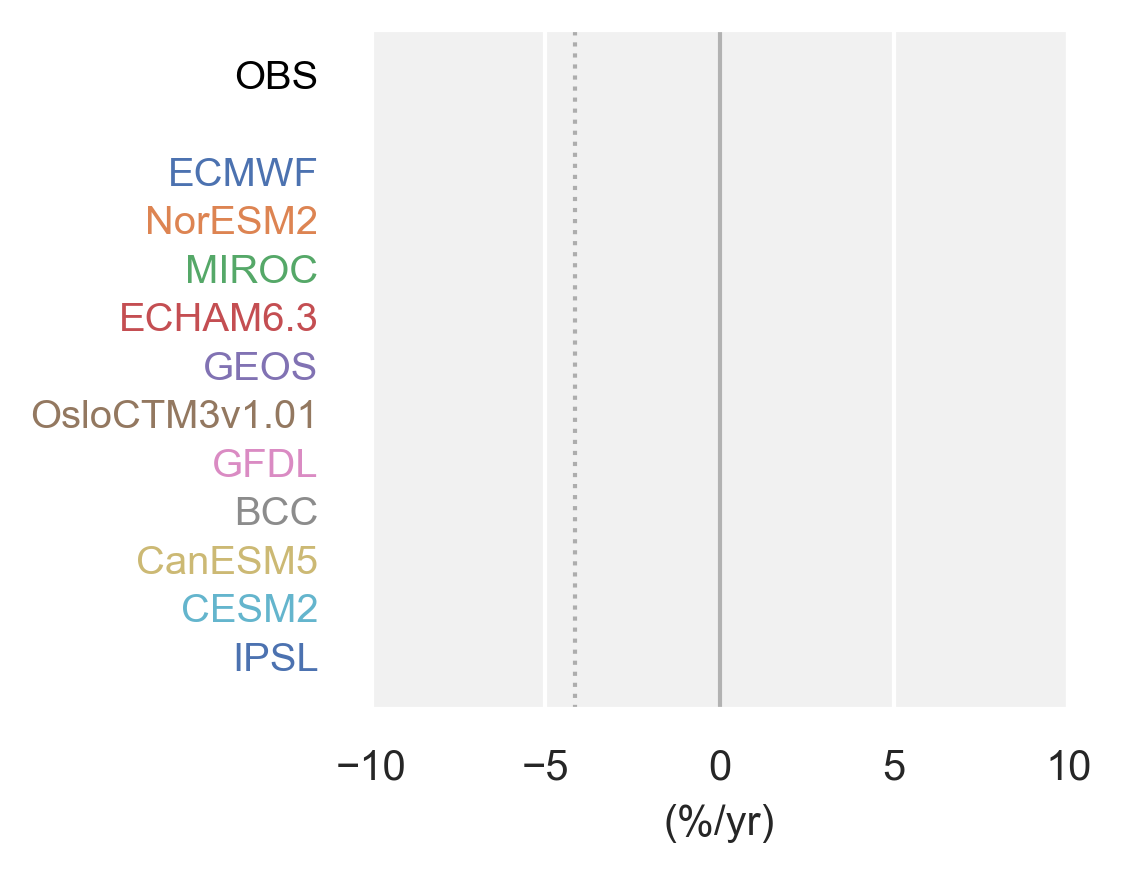 OBS
ECMWF
NorESM2
MIROC
ECHAM6.3
GEOS
OsloCTM3v1.01
GFDL
BCC
CanESM5
CESM2
IPSL
−10 −5 0 5 10
(%/yr)